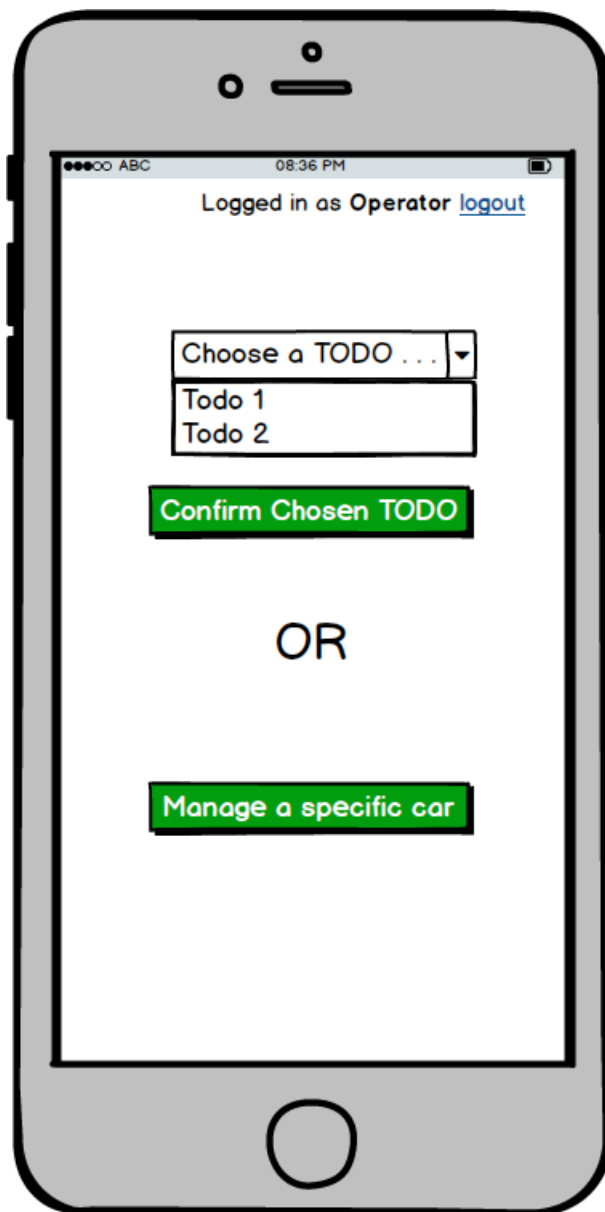 ABC 08:36 PM
Logged in as Operator logout
Choose a TODO . . .
Todo 1
Todo 2
Confirm Chosen TODO
OR
Manage a specific car